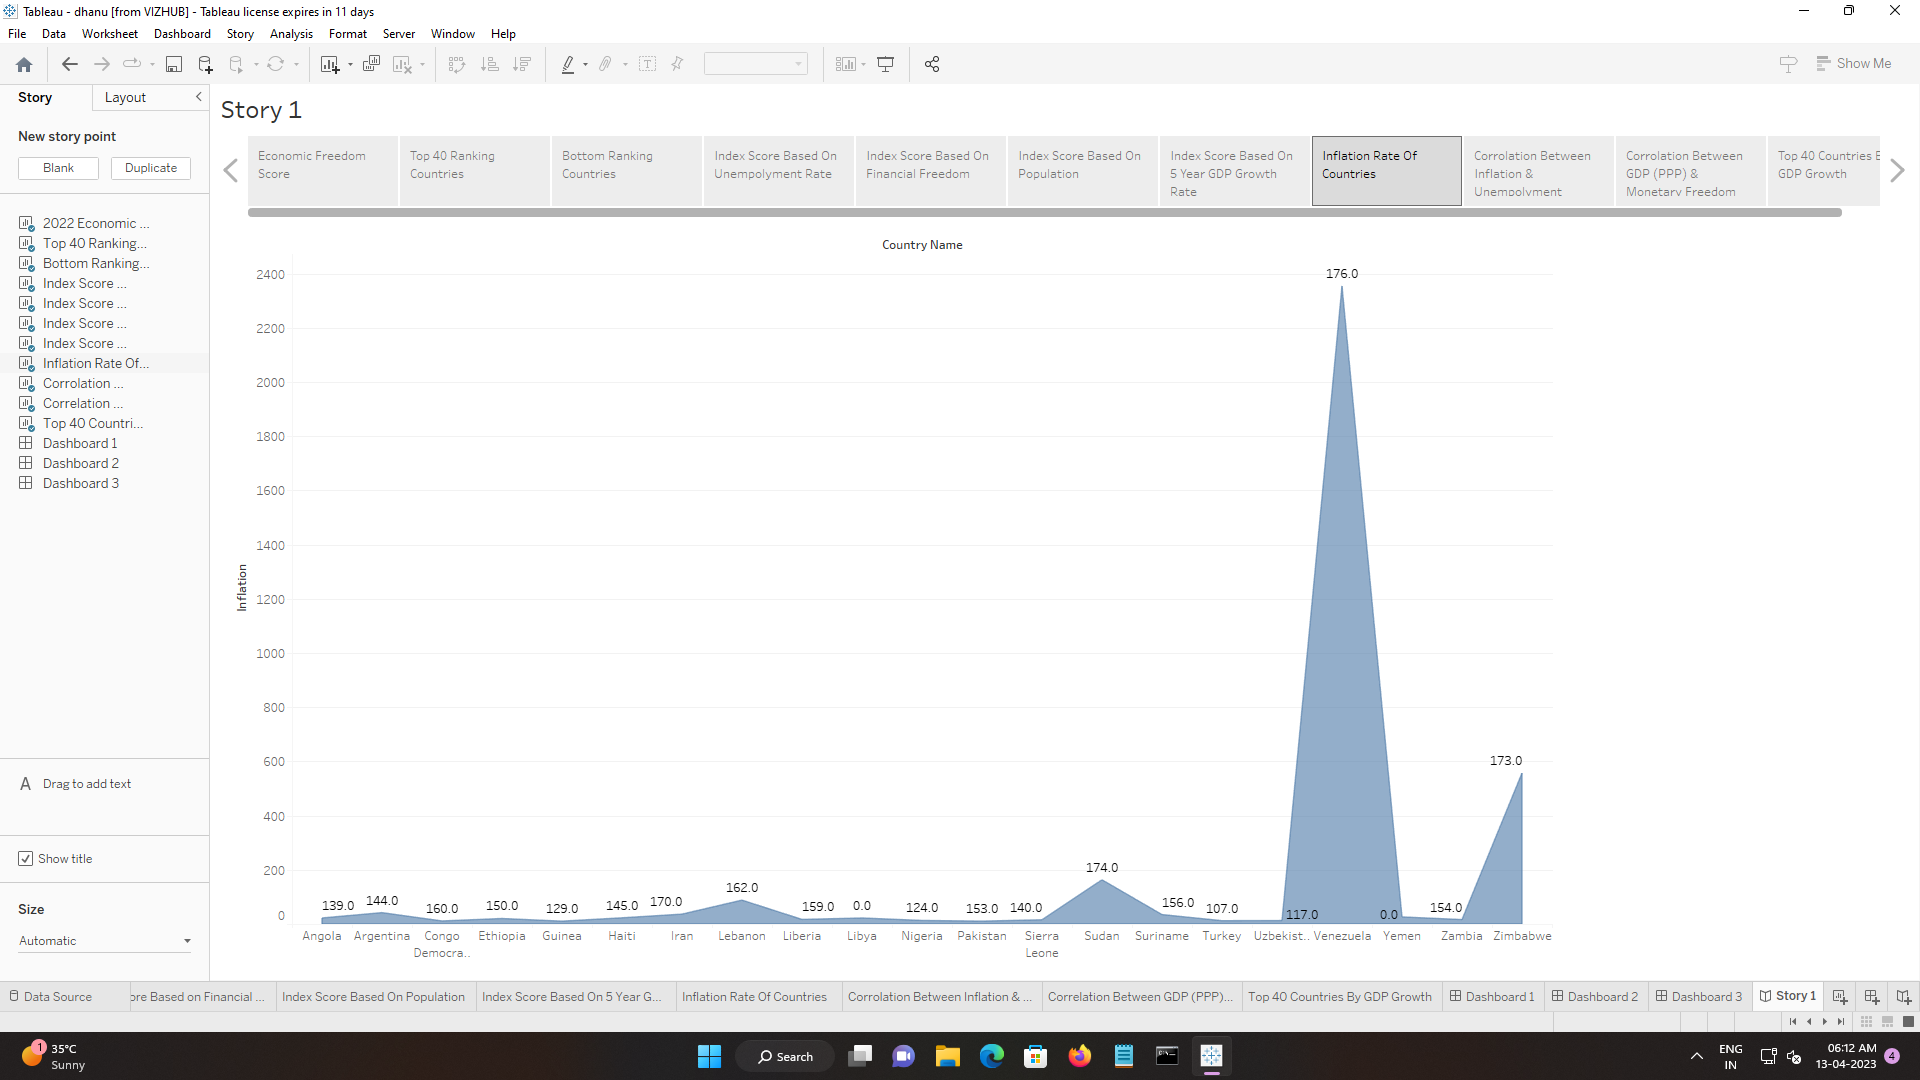 Tableau - dhanu [from VIZHUB] - Tableau license expires in 11 days
File Data Worksheet Dashboard Story Analysis Format Server Window Help
Show Me
Story Layout
New story point
Blank Duplicate
2022 Economic ...
Top 40 Ranking...
Bottom Ranking...
Index Score ...
Index Score ...
Index Score ...
Index Score ...
Inflation Rate Of...
Corrolation ...
Correlation ...
Top 40 Countri...
Dashboard 1
Dashboard 2
Dashboard 3
A Drag to add text
Show title
Size
Automatic
Story 1
Economic Freedom
Score
Top 40 Ranking
Countries
Bottom Ranking
Countries
Index Score Based On
Unempolyment Rate
Index Score Based On
Financial Freedom
Index Score Based On
Population
Index Score Based On
5 Year GDP Growth
Rate
Inflation Rate Of
Countries
Corrolation Between
Inflation &
Unempolyment
Corrolation Between
GDP (PPP) &
Monetary Freedom
Top 40 Countries E
GDP Growth
Country Name
Inflation
2400
2200
2000
1800
1600
1400
1200
1000
800
600
400
200
0
139.0 144.0 160.0 150.0 129.0 145.0 170.0 162.0 159.0 0.0 124.0 153.0 140.0 174.0 156.0 107.0 117.0 176.0 0.0 154.0 173.0
Angola Argentina Congo Ethiopia Guinea Haiti Iran Lebanon Liberia Libya Nigeria Pakistan Sierra Sudan Suriname Turkey Uzbekist.. Venezuela Yemen Zambia Zimbabwe
Democra.. Leone
Data Source ore Based on Financial ... Index Score Based On Population Index Score Based On 5 Year G... Inflation Rate Of Countries Corrolation Between Inflation & ... Correlation Between GDP (PPP)... Top 40 Countries By GDP Growth Dashboard 1 Dashboard 2 Dashboard 3 Story 1
1
35°C
Sunny
Search
ENG
IN
06:12 AM
13-04-2023
4